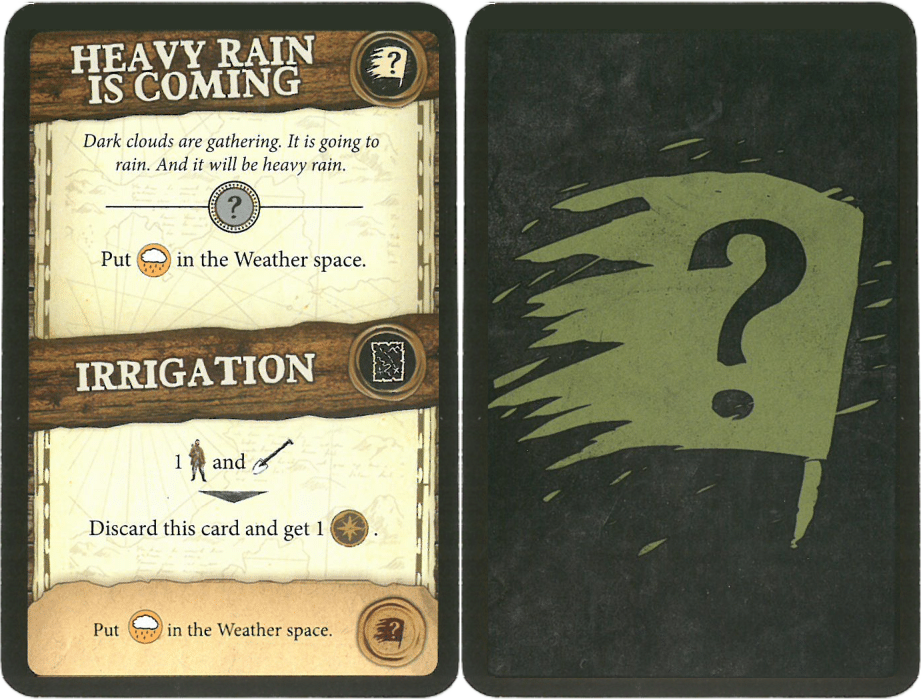 HEAVY RAIN
IS COMING
?
Dark clouds are gathering. It is going to
rain. And it will be heavy rain.
?
Put in the Weather space.
IRRIGATION
1 and
Discard this card and get 1 .
Put in the Weather space.
?
?